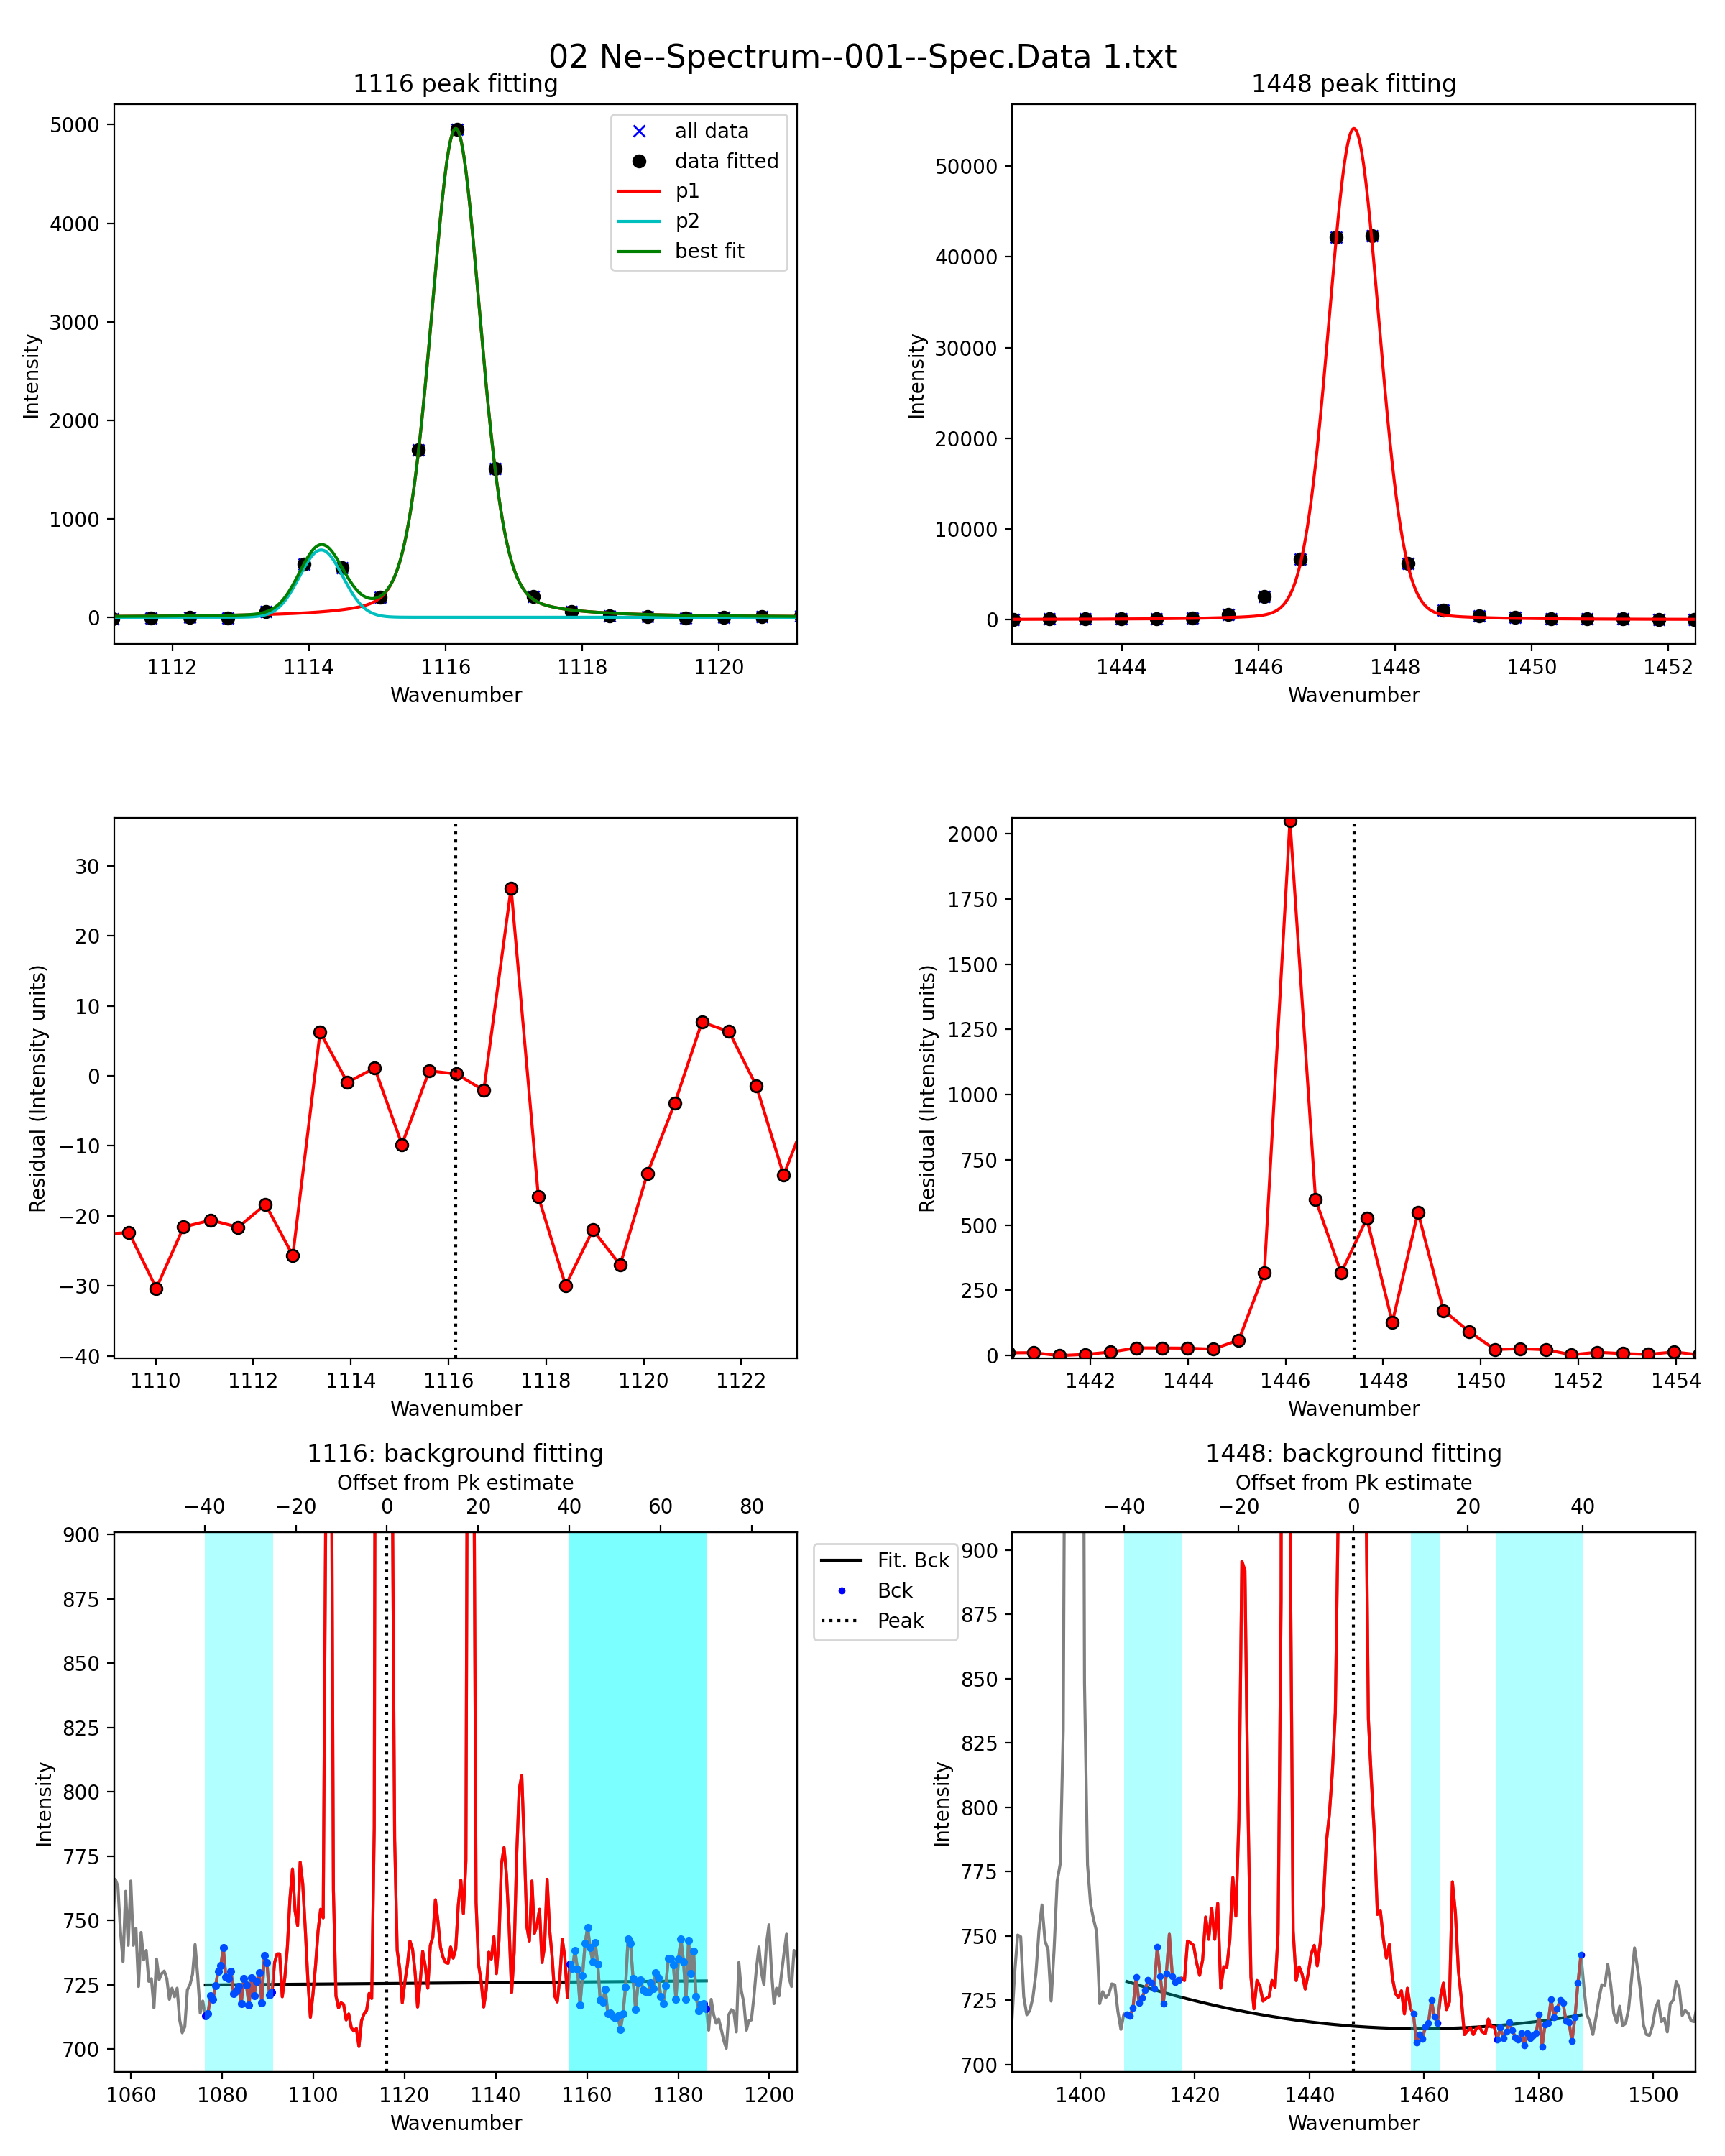 02 Ne--Spectrum--001--Spec.Data 1.txt
1116 peak fitting
5000
4000
3000
2000
1000
0
Intensity
all data
data fitted
p1
p2
best fit
1112 1114 1116 1118 1120
Wavenumber
1448 peak fitting
50000
40000
30000
20000
10000
0
Intensity
1444 1446 1448 1450 1452
Wavenumber
30
20
10
0
−10
−20
−30
−40
Residual (Intensity units)
1110 1112 1114 1116 1118 1120 1122
Wavenumber
2000
1750
1500
1250
1000
750
500
250
0
Residual (Intensity units)
1442 1444 1446 1448 1450 1452 1454
Wavenumber
1116: background fitting
Offset from Pk estimate
−40 −20 0 20 40 60 80
900
875
850
825
800
775
750
725
700
Intensity
1060 1080 1100 1120 1140 1160 1180 1200
Wavenumber
Fit. Bck
Bck
Peak
1448: background fitting
Offset from Pk estimate
−40 −20 0 20 40
900
875
850
825
800
775
750
725
700
Intensity
1400 1420 1440 1460 1480 1500
Wavenumber